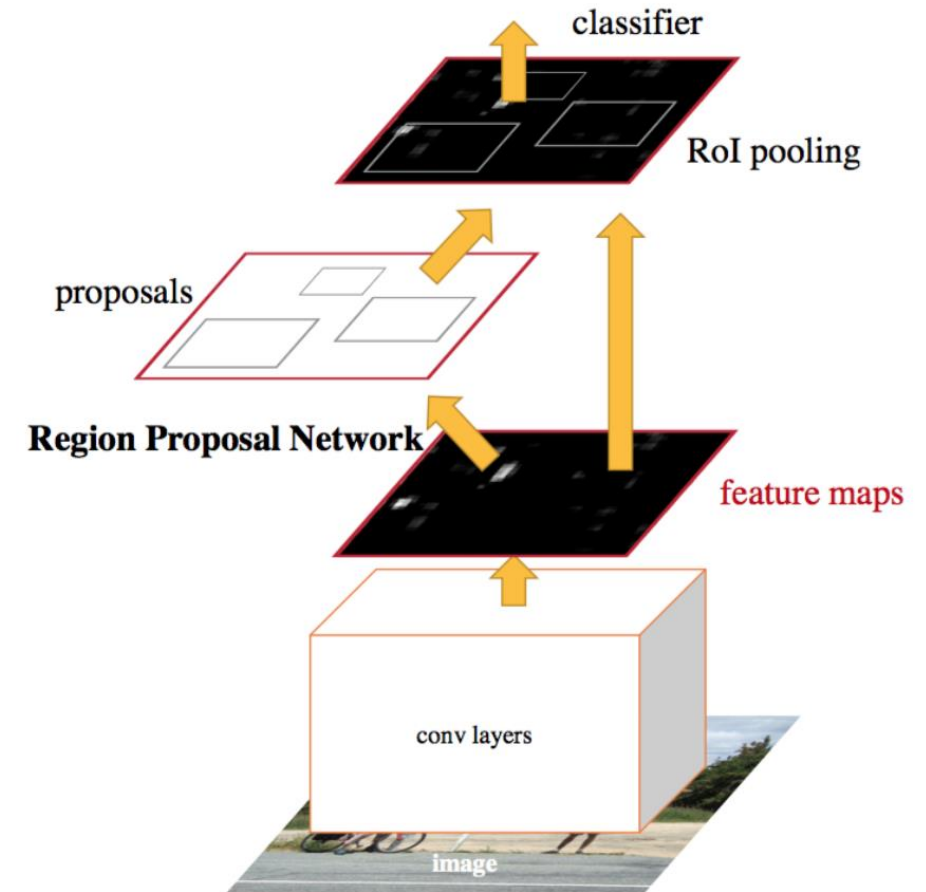 classifier
RoI pooling
proposals
Region Proposal Network
feature maps
conv layers
image